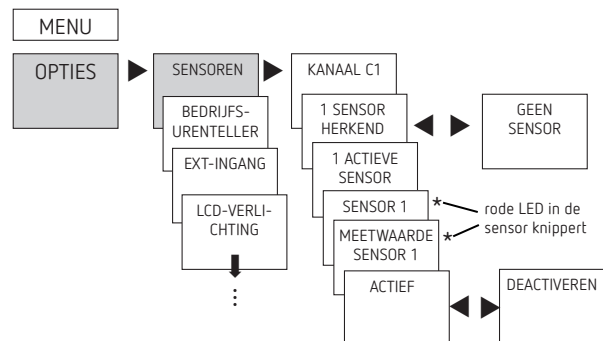 MENU
OPTIES
SENSOREN
BEDRIJFS-
URENTELLER
EXT-INGANG
LCD-VERLI-
CHTING
KANAAL C1
1 SENSOR
HERKEND
1 ACTIEVE
SENSOR
SENSOR 1 *
MEETWAARDE *
SENSOR 1
ACTIEF
GEEN
SENSOR
rode LED in de
sensor knippert
DEACTIVEREN